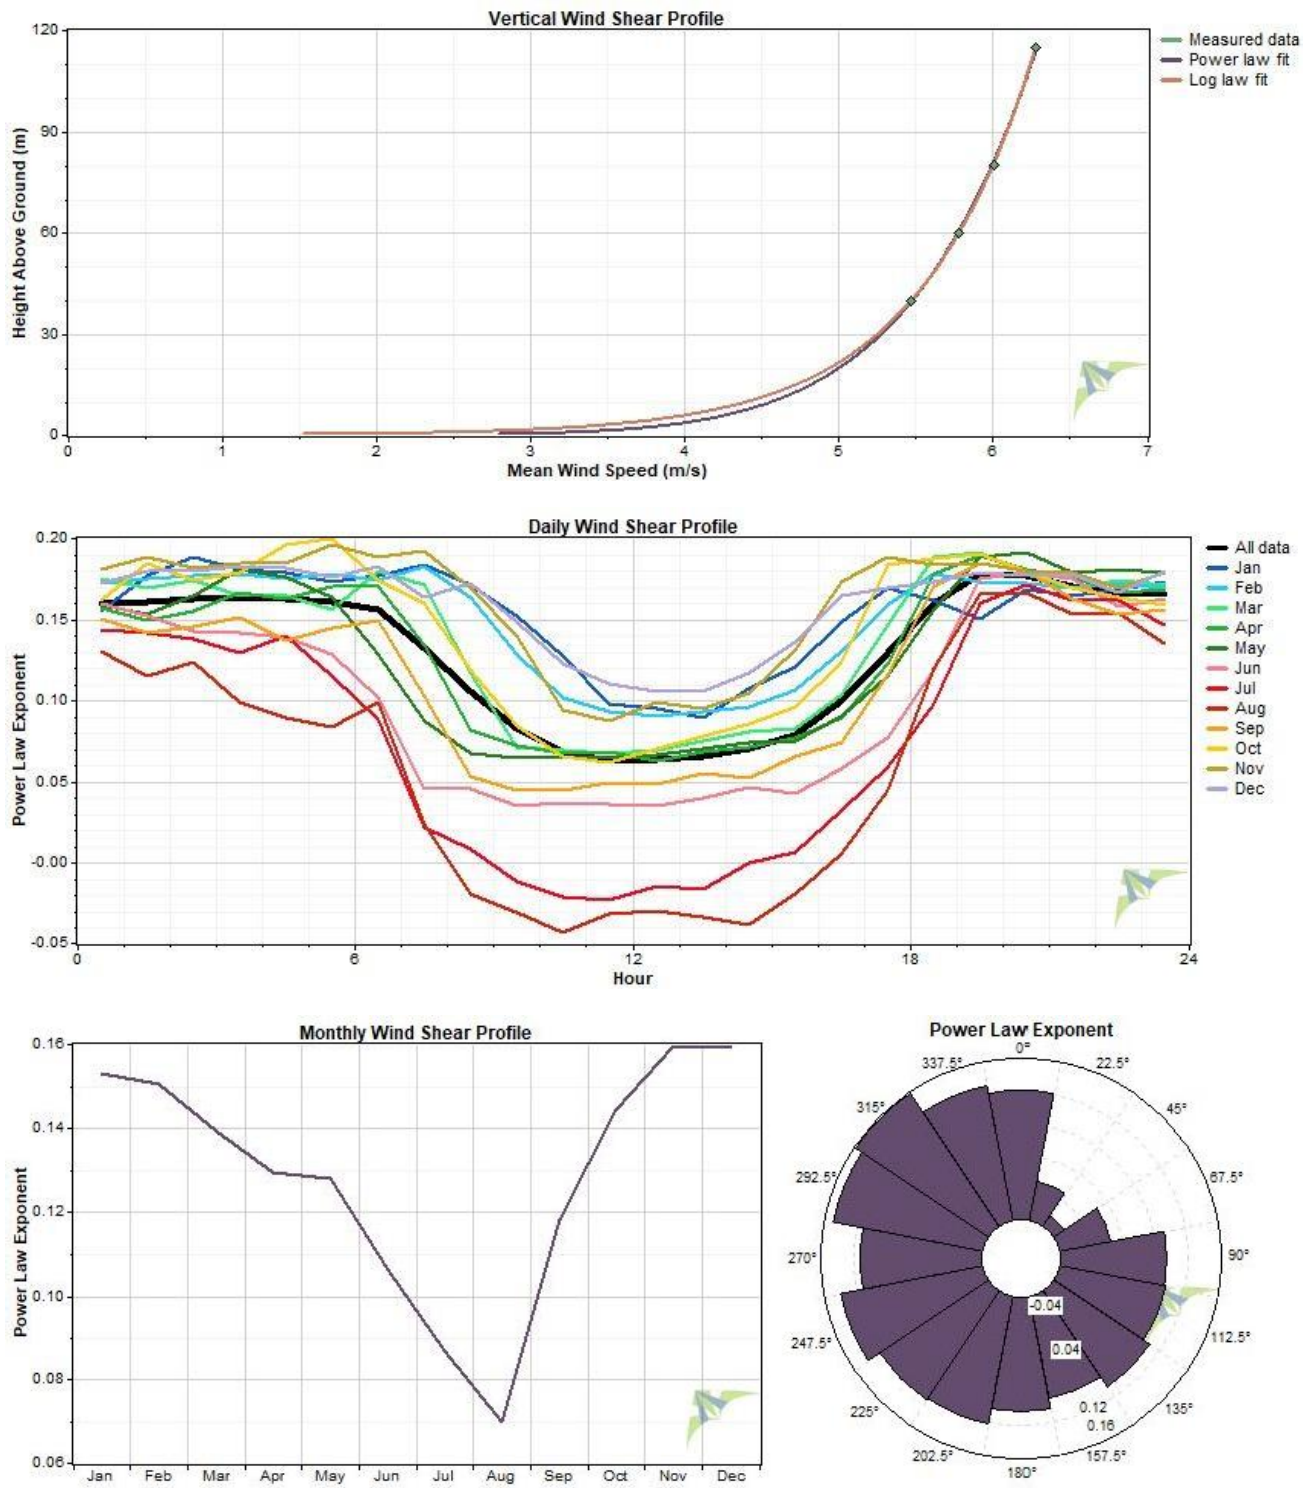 Vertical Wind Shear Profile
120
90
60
30
0
Height Above Ground (m)
0 1 2 3 4 5 6 7
Mean Wind Speed (m/s)
Measured data
Power law fit
Log law fit
Daily Wind Shear Profile
0.20
0.15
0.10
0.05
-0.00
-0.05
Power Law Exponent
0 6 12 18 24
Hour
All data
Jan
Feb
Mar
Apr
May
Jun
Jul
Aug
Sep
Oct
Nov
Dec
Monthly Wind Shear Profile
0.16
0.14
0.12
0.10
0.08
0.06
Power Law Exponent
Jan Feb Mar Apr May Jun Jul Aug Sep Oct Nov Dec
Power Law Exponent
0°
22.5°
45°
67.5°
90°
112.5°
135°
157.5°
180°
202.5°
225°
247.5°
270°
292.5°
315°
337.5°
-0.04
0.04
0.12
0.16